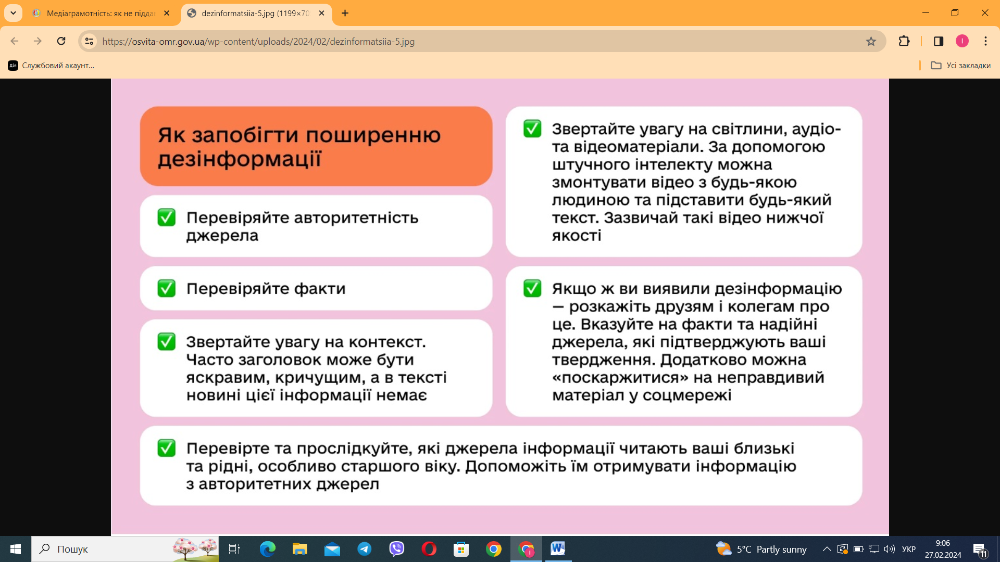 Медіаграмотність: як не підда
dezinformatsiia-5.jpg (1199×70
https://osvita-omr.gov.ua/wp-content/uploads/2024/02/dezinformatsiia-5.jpg
І
Дія
Службовий акаунт...
Усі закладки
Як запобігти поширенню
дезінформації
Перевіряйте авторитетність
джерела
Перевіряйте факти
Звертайте увагу на контекст.
Часто заголовок може бути
яскравим, кричущим, а в тексті
новині цієї інформації немає
Звертайте увагу на світлини, аудіо-
та відеоматеріали. За допомогою
штучного інтелекту можна
змонтувати відео з будь-якою
людиною та підставити будь-який
текст. Зазвичай такі відео нижчої
якості
Якщо ж ви виявили дезінформацію
— розкажіть друзям і колегам про
це. Вказуйте на факти та надійні
джерела, які підтверджують ваші
твердження. Додатково можна
«поскаржитися» на неправдивий
матеріал у соцмережі
Перевірте та прослідкуйте, які джерела інформації читають ваші близькі
та рідні, особливо старшого віку. Допоможіть їм отримувати інформацію
з авторитетних джерел
Пошук
5°C Partly sunny
УКР
9:06
27.02.2024
11